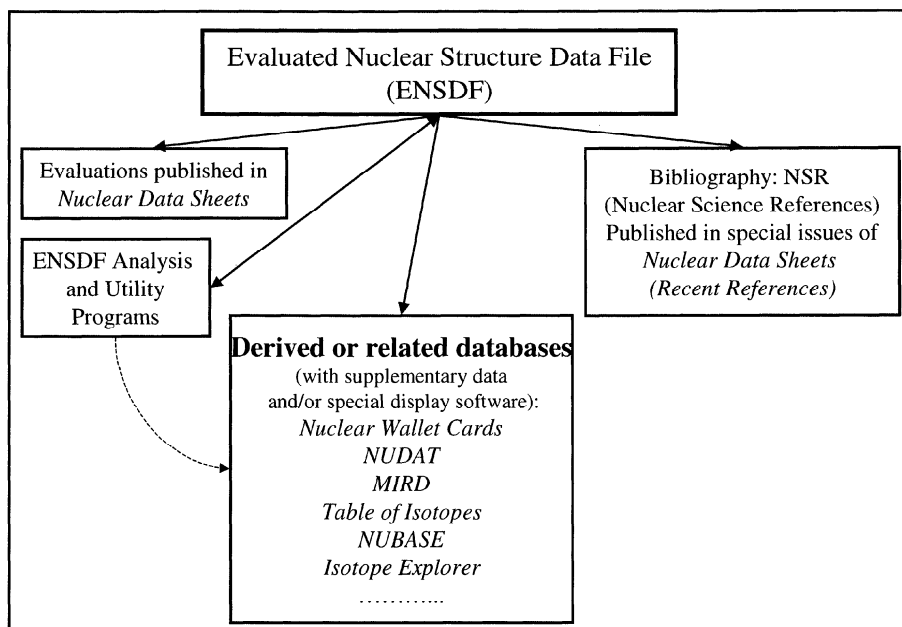 Evaluated Nuclear Structure Data File
(ENSDF)
Evaluations published in
Nuclear Data Sheets
Bibliography: NSR
(Nuclear Science References)
Published in special issues of
Nuclear Data Sheets
(Recent References)
ENSDF Analysis
and Utility
Programs
Derived or related databases
(with supplementary data
and/or special display software):
Nuclear Wallet Cards
NUDAT
MIRD
Table of Isotopes
NUBASE
Isotope Explorer
...........